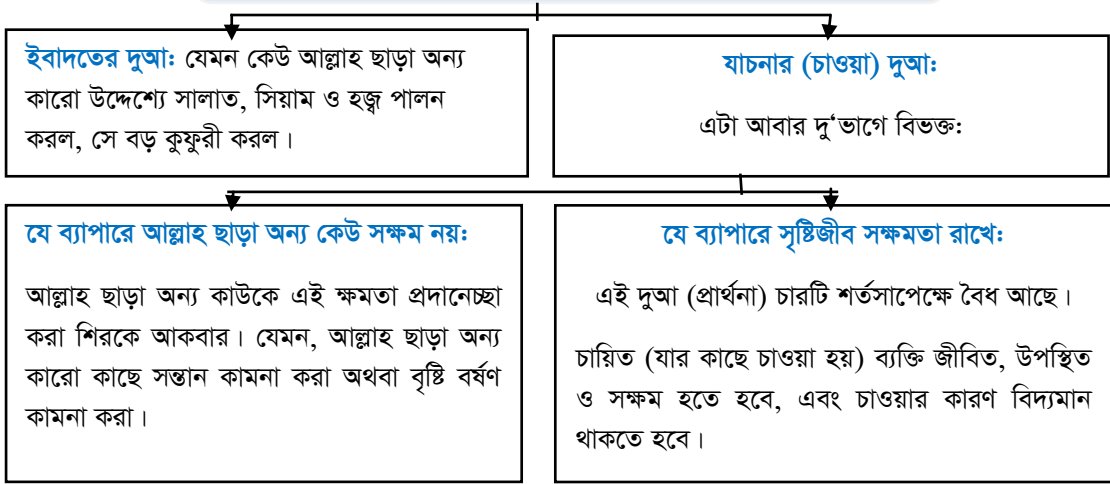 ইবাদতের দুআ: যেমন কেউ আল্লাহ ছাড়া অন্য
কারো উদ্দেশ্যে সালাত, সিয়াম ও হজ্ব পালন
করল, সে বড় কুফুরী করল।
যাচনার (চাওয়া) দুআ:
এটা আবার দু‘ভাগে বিভক্ত:
যে ব্যাপারে আল্লাহ ছাড়া অন্য কেউ সক্ষম নয়:
আল্লাহ ছাড়া অন্য কাউকে এই ক্ষমতা প্রদানেচ্ছা
করা শিরকে আকবার। যেমন, আল্লাহ ছাড়া অন্য
কারো কাছে সন্তান কামনা করা অথবা বৃষ্টি বর্ষণ
কামনা করা।
যে ব্যাপারে সৃষ্টিজীব সক্ষমতা রাখে:
এই দুআ (প্রার্থনা) চারটি শর্তসাপেক্ষে বৈধ আছে।
চায়িত (যার কাছে চাওয়া হয়) ব্যক্তি জীবিত, উপস্থিত
ও সক্ষম হতে হবে, এবং চাওয়ার কারণ বিদ্যমান
থাকতে হবে।